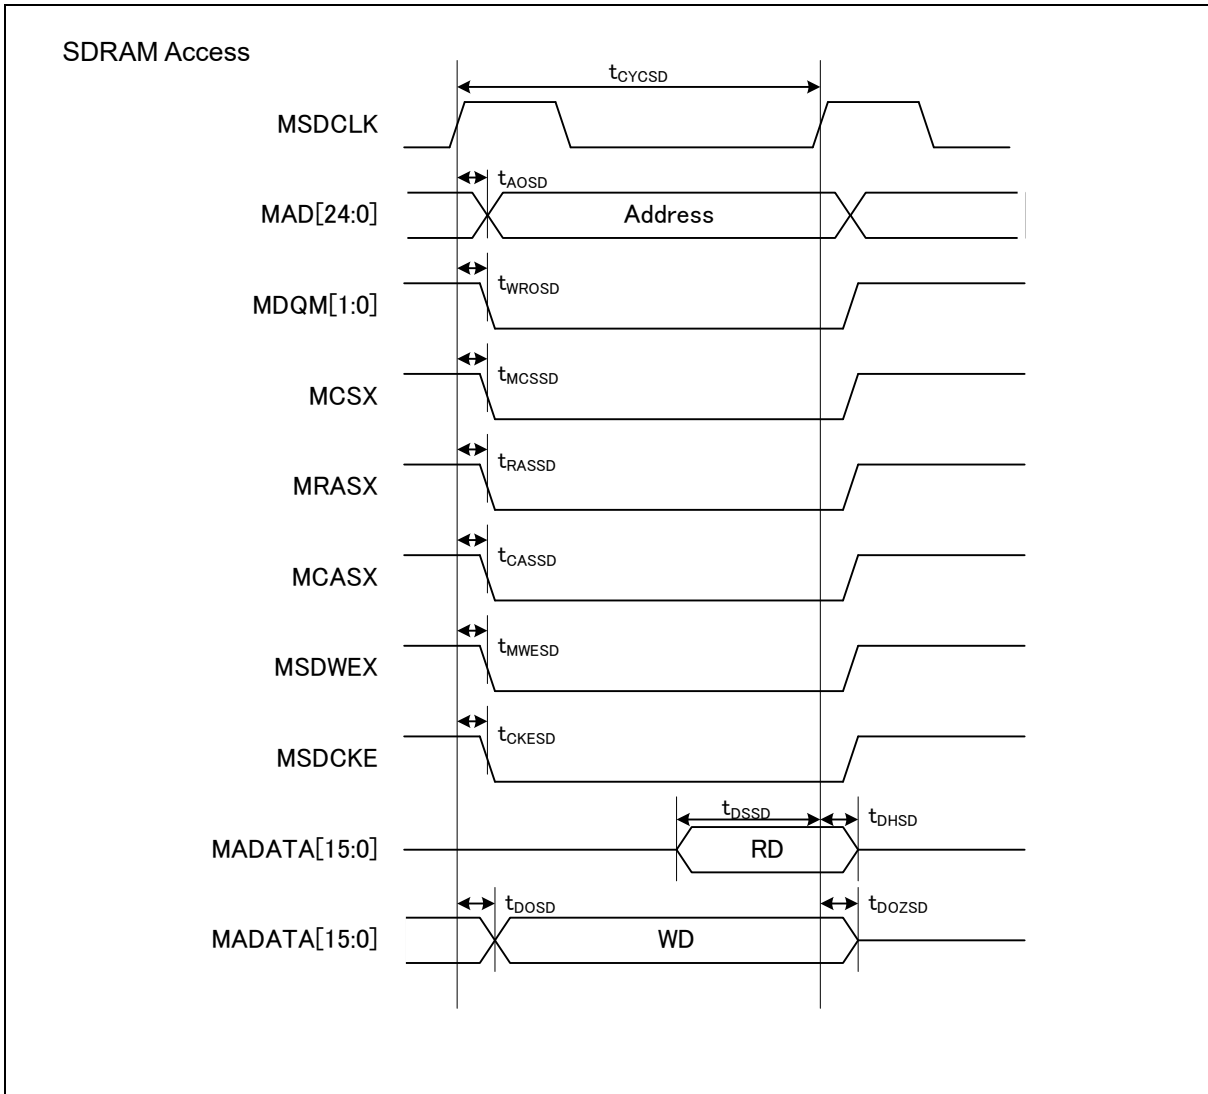 SDRAM Access
tCYCSD
MSDCLK
tAOSD
MAD[24:0]
Address
tWROSD
MDQM[1:0]
tMCSSD
MCSX
tRASSD
MRASX
tCASSD
MCASX
tMWESD
MSDWEX
tCKESD
MSDCKE
tDSSD
tDHSD
MADATA[15:0]
RD
tDOSD
tDOZSD
MADATA[15:0]
WD